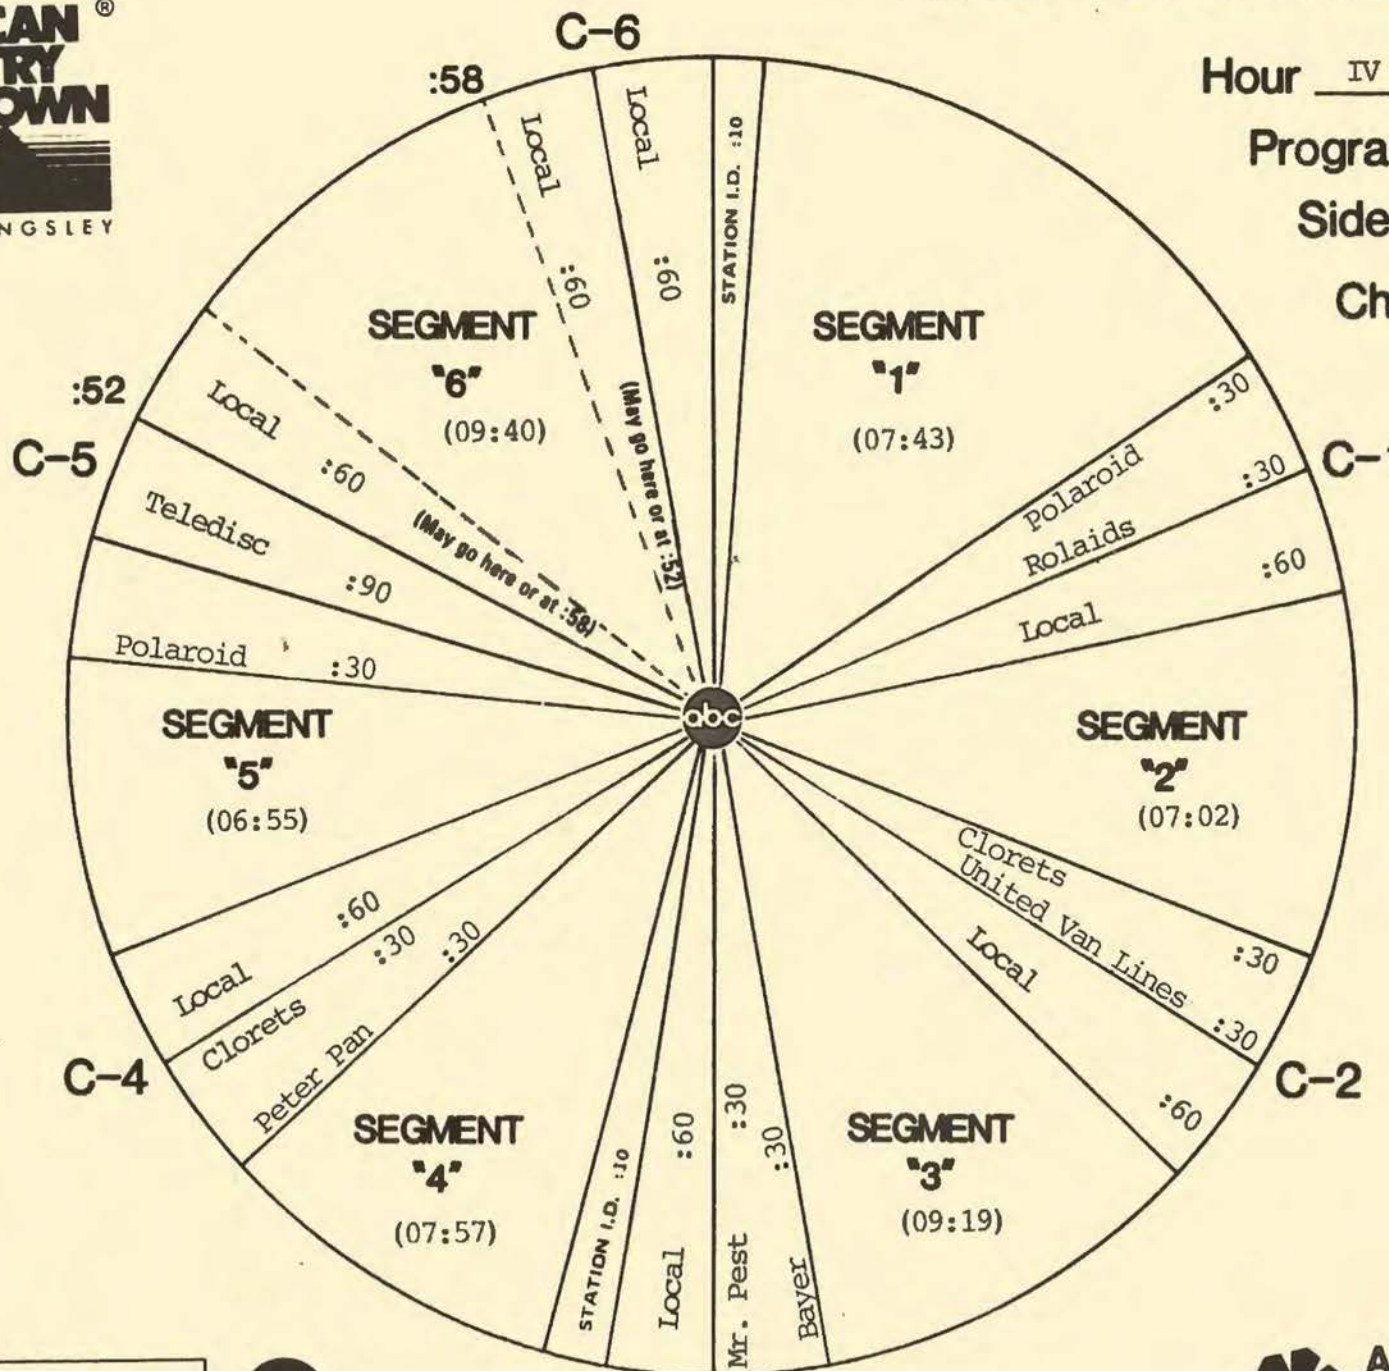 ®
C-6
:58
Hour IV
NGSLEY
Local
:60
Local
:60
(May go here or at :52)
STATION I.D. :10
SEGMENT
"1"
(07:43)
Polaroid :30
Rolaids :30
Local :60
SEGMENT
"2"
(07:02)
Clorets :30
United Van Lines :30
C-2
Local :60
SEGMENT
"3"
(09:19)
Bayer :30
Mr. Pest :30
Local :60
STATION I.D. :10
SEGMENT
"4"
(07:57)
Peter Pan :30
Clorets :30
C-4
Local :60
SEGMENT
"5"
(06:55)
Polaroid :30
Teledisc :90
C-5
:52
Local :60
(May go here or at :58)
SEGMENT
"6"
(09:40)
abc